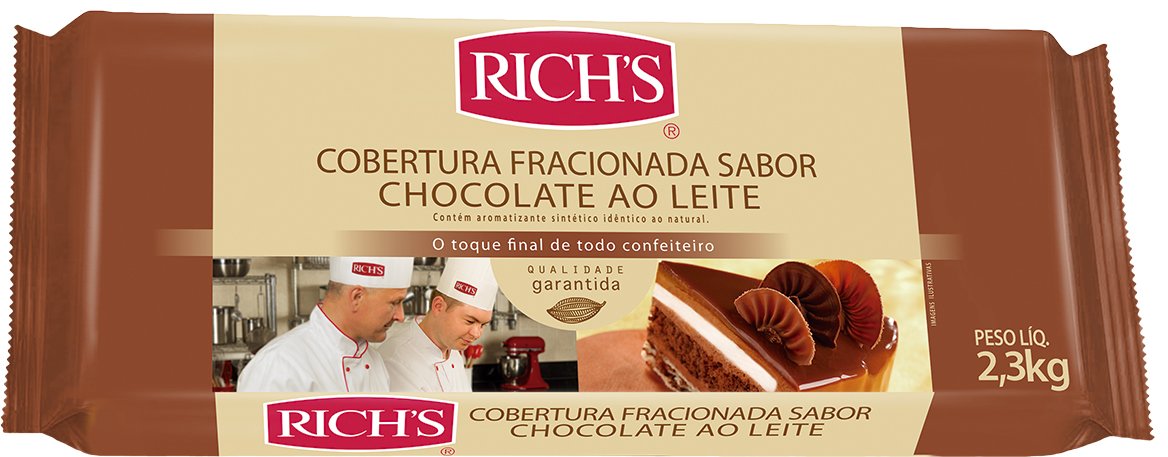 RICH'S
®
COBERTURA FRACIONADA SABOR
CHOCOLATE AO LEITE
Contém aromatizante sintético idêntico ao natural.
O toque final de todo confeiteiro
RICH'S
RICH'S
QUALIDADE
garantida
IMAGENS ILUSTRATIVAS
PESO LÍQ.
2,3kg
RICH'S
®
COBERTURA FRACIONADA SABOR
CHOCOLATE AO LEITE